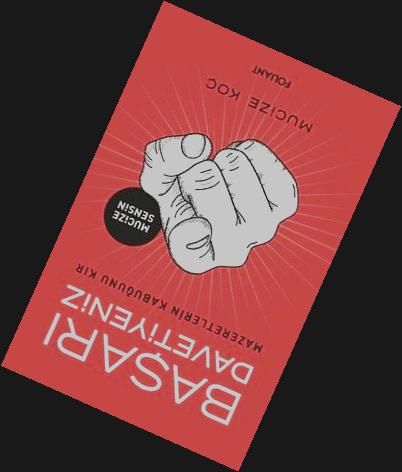 BAŞARI
DAVETİYENİZ
MAZERETLERİN KABUĞUNU KIR
MUCİZE
SENSİN
MUCİZE KOÇ
FOLIANT